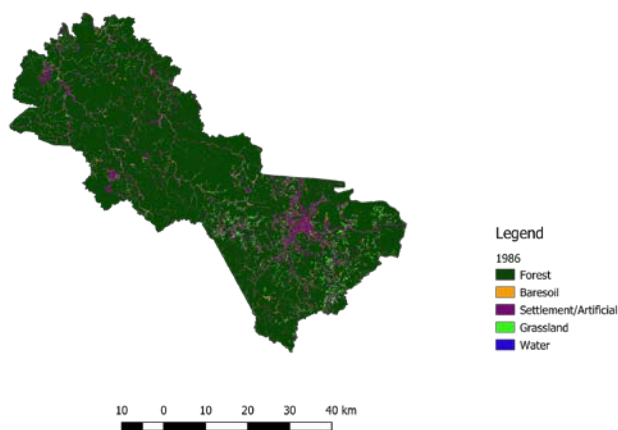 Legend
1986
Forest
Baresoil
Settlement/Artificial
Grassland
Water
10 0 10 20 30 40 km